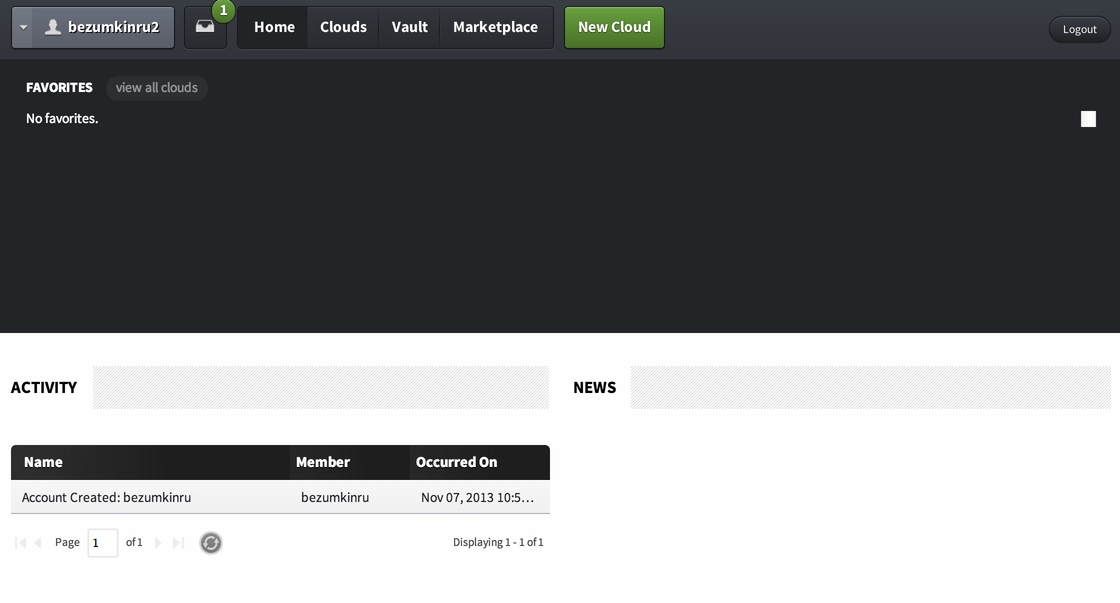 bezumkinru2
1
Home Clouds Vault Marketplace
New Cloud
Logout
FAVORITES view all clouds
No favorites.
ACTIVITY
NEWS
Name Member Occurred On
Account Created: bezumkinru bezumkinru Nov 07, 2013 10:5...
Page 1 of 1
Displaying 1 - 1 of 1